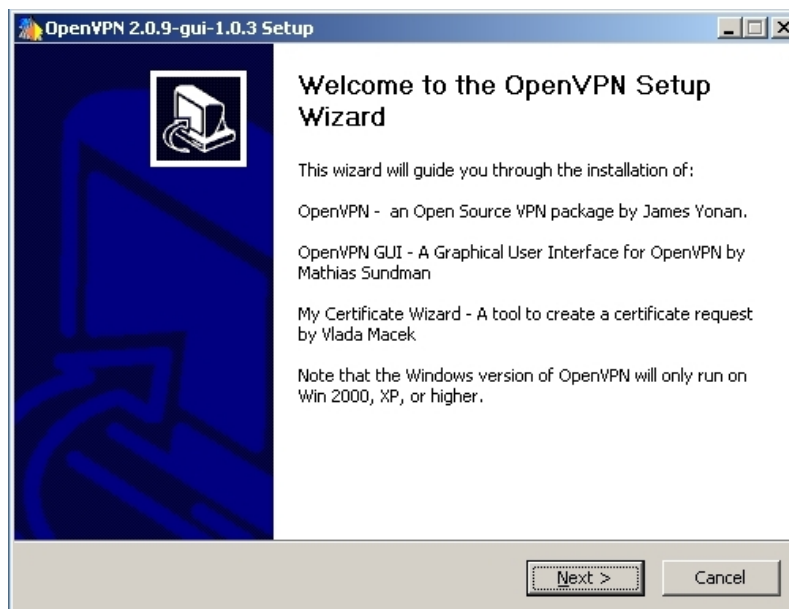 OpenVPN 2.0.9-gui-1.0.3 Setup
Welcome to the OpenVPN Setup
Wizard
This wizard will guide you through the installation of:
OpenVPN - an Open Source VPN package by James Yonan.
OpenVPN GUI - A Graphical User Interface for OpenVPN by
Mathias Sundman
My Certificate Wizard - A tool to create a certificate request
by Vlada Macek
Note that the Windows version of OpenVPN will only run on
Win 2000, XP, or higher.
Next >
Cancel